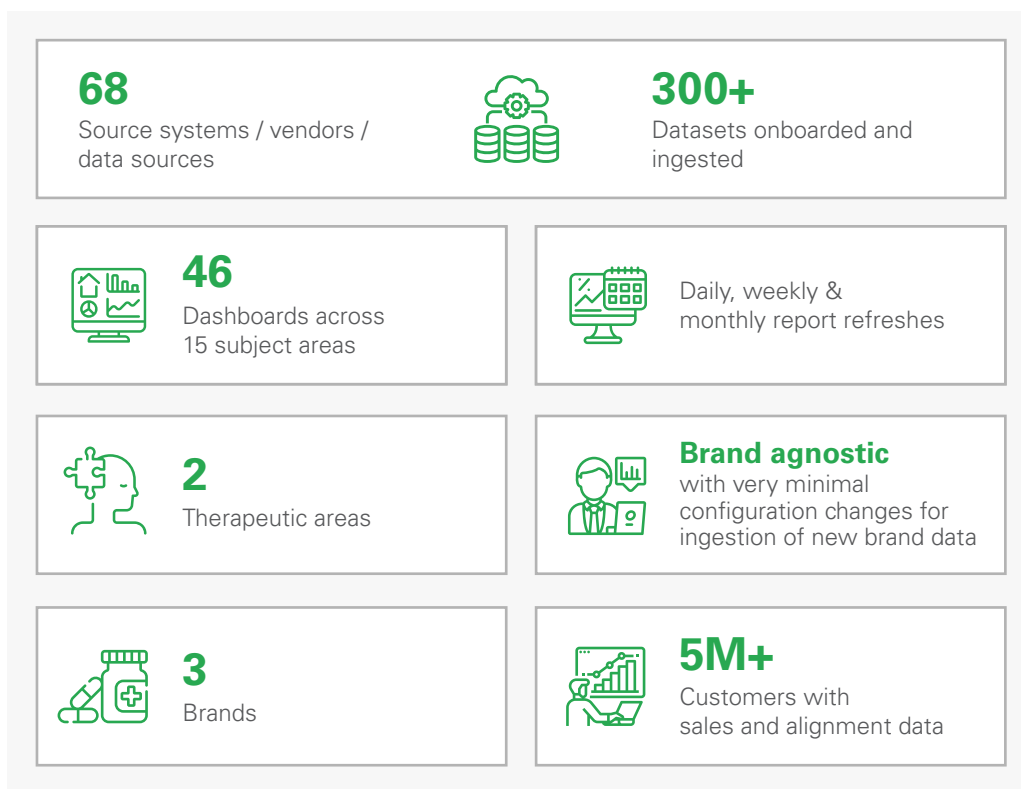 68
Source systems / vendors /
data sources
300+
Datasets onboarded and
ingested
46
Dashboards across
15 subject areas
Daily, weekly &
monthly report refreshes
2
Therapeutic areas
Brand agnostic
with very minimal
configuration changes for
ingestion of new brand data
3
Brands
5M+
Customers with
sales and alignment data